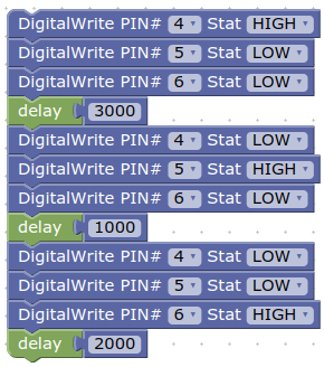 DigitalWrite PIN# 4 Stat HIGH
DigitalWrite PIN# 5 Stat LOW
DigitalWrite PIN# 6 Stat LOW
delay 3000
DigitalWrite PIN# 4 Stat LOW
DigitalWrite PIN# 5 Stat HIGH
DigitalWrite PIN# 6 Stat LOW
delay 1000
DigitalWrite PIN# 4 Stat LOW
DigitalWrite PIN# 5 Stat LOW
DigitalWrite PIN# 6 Stat HIGH
delay 2000